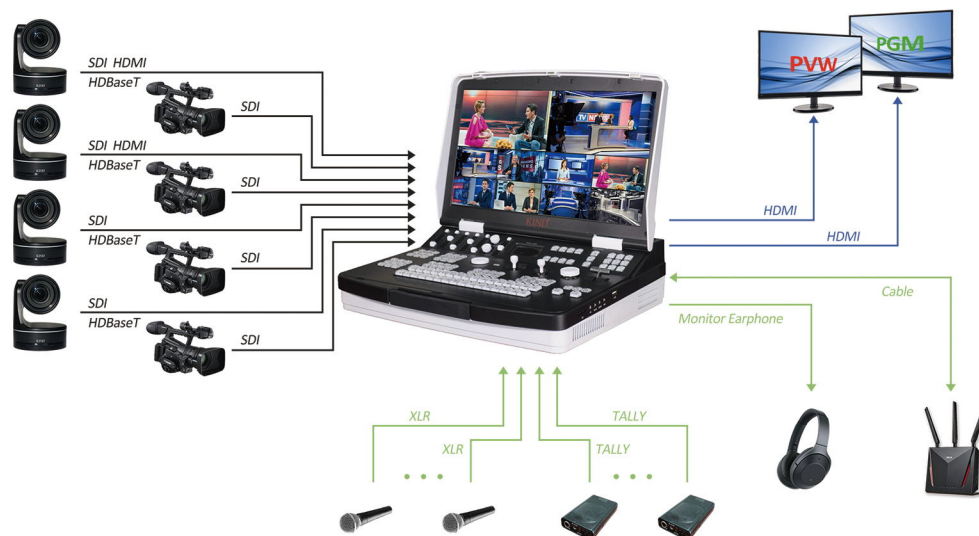 SDI HDMI
HDBaseT
SDI
SDI HDMI
HDBaseT
SDI
SDI
HDBaseT
SDI
SDI
HDBaseT
SDI
KIND
PVW
PGM
HDMI
HDMI
Cable
Monitor Earphone
XLR
XLR
TALLY
TALLY